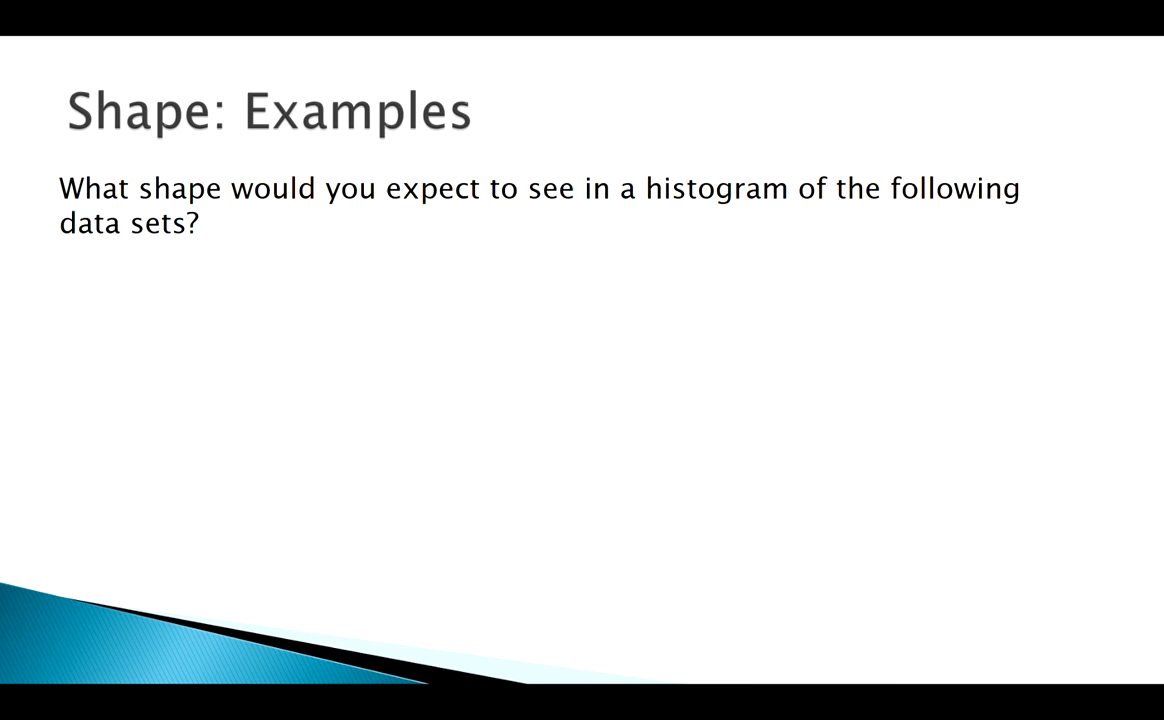 Shape: Examples
What shape would you expect to see in a histogram of the following
data sets?